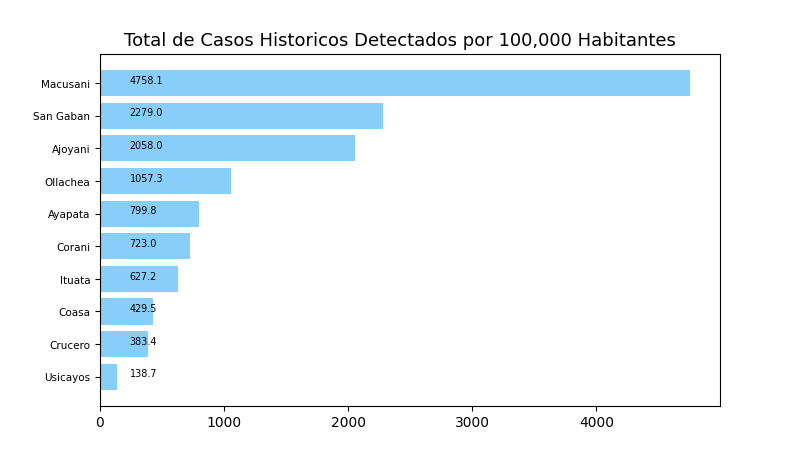 Total de Casos Historicos Detectados por 100,000 Habitantes
Macusani 4758.1
San Gaban 2279.0
Ajoyani 2058.0
Ollachea 1057.3
Ayapata 799.8
Corani 723.0
Ituata 627.2
Coasa 429.5
Crucero 383.4
Usicayos 138.7
0 1000 2000 3000 4000